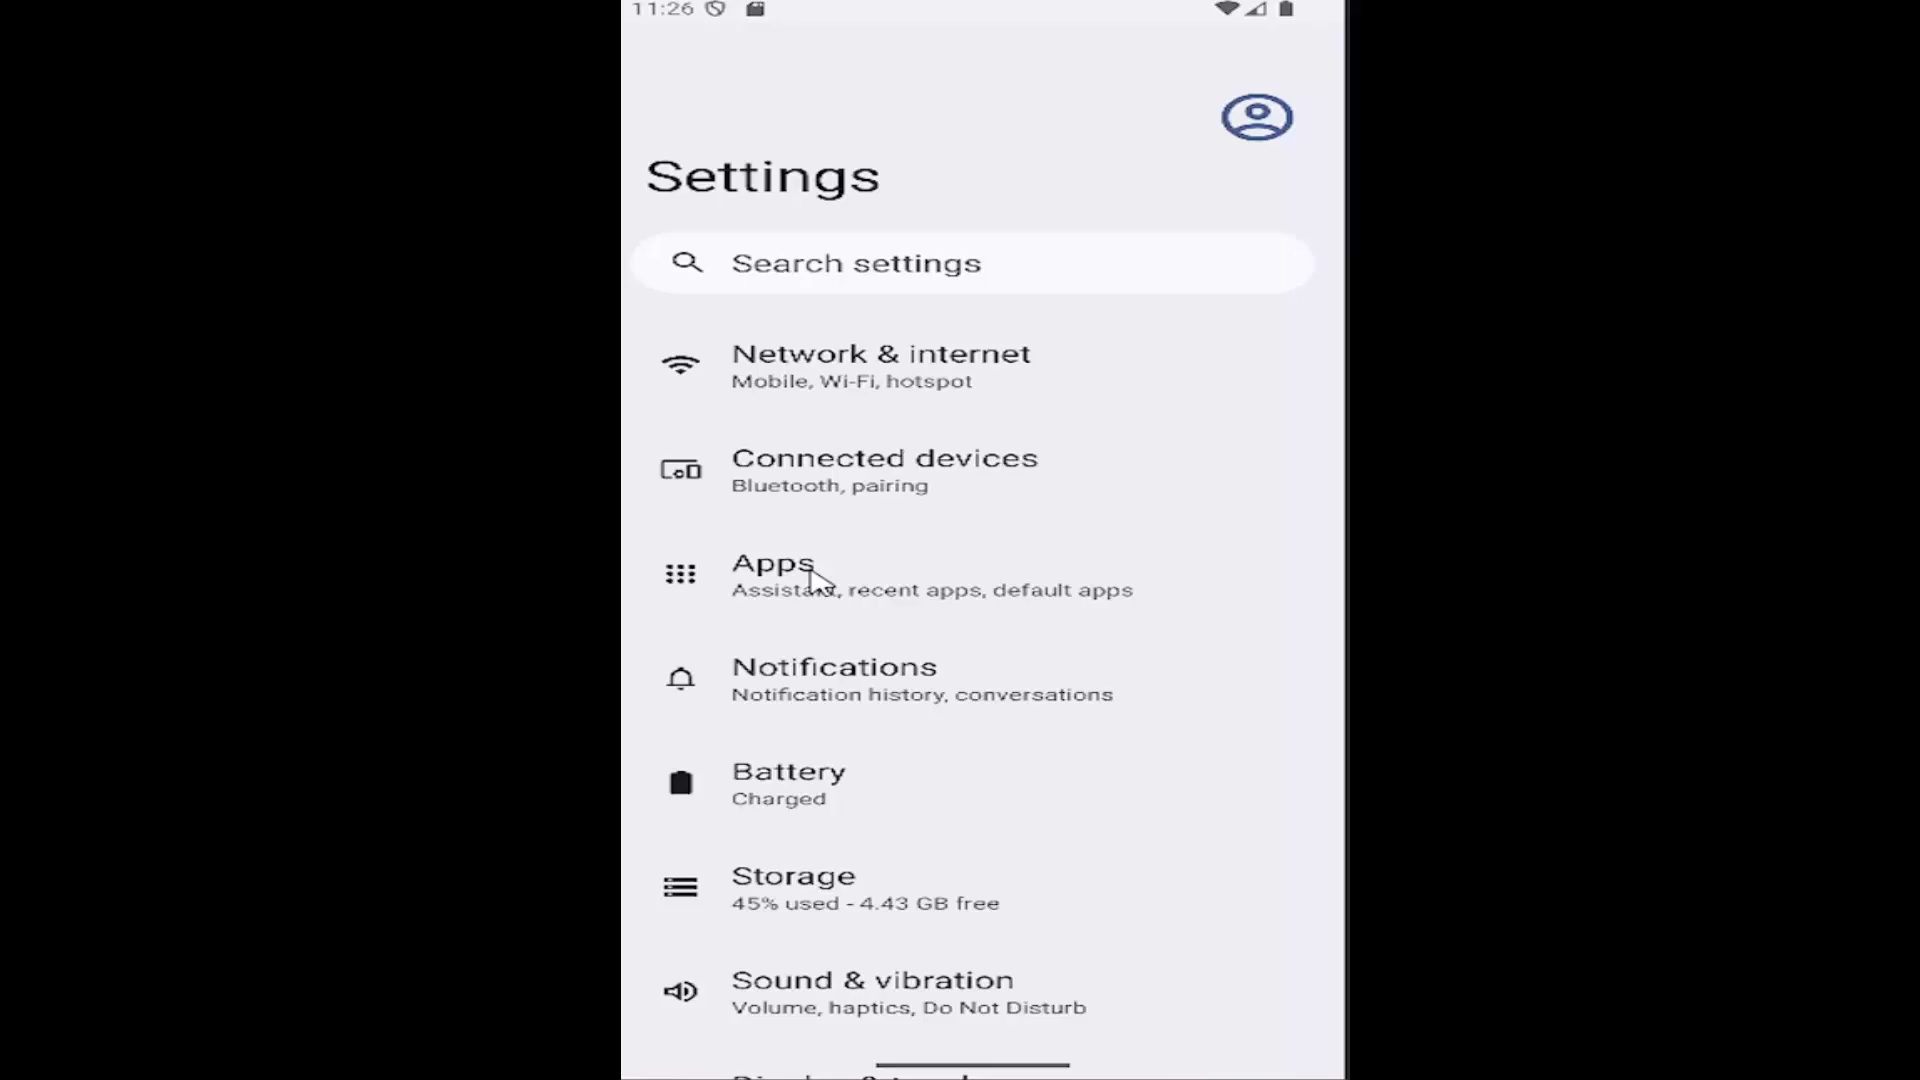 11:26
Settings
Search settings
Network & internet
Mobile, Wi-Fi, hotspot
Connected devices
Bluetooth, pairing
Apps
Assistant, recent apps, default apps
Notifications
Notification history, conversations
Battery
Charged
Storage
45% used - 4.43 GB free
Sound & vibration
Volume, haptics, Do Not Disturb